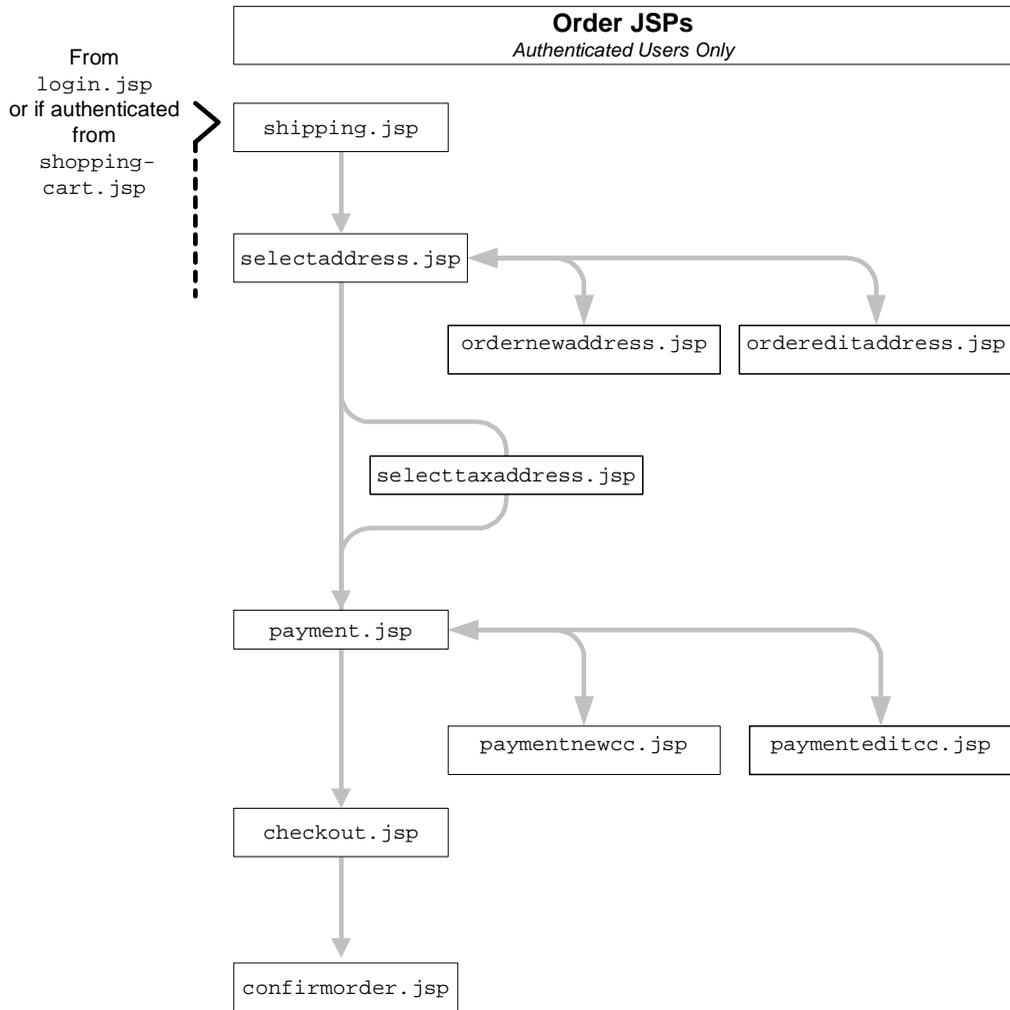 Order JSPs
Authenticated Users Only
From
login.jsp
or if authenticated
from
shopping-
cart.jsp
shipping.jsp
selectaddress.jsp
ordernewaddress.jsp
ordereditaddress.jsp
selecttaxaddress.jsp
payment.jsp
paymentnewcc.jsp
paymenteditcc.jsp
checkout.jsp
confirmorder.jsp